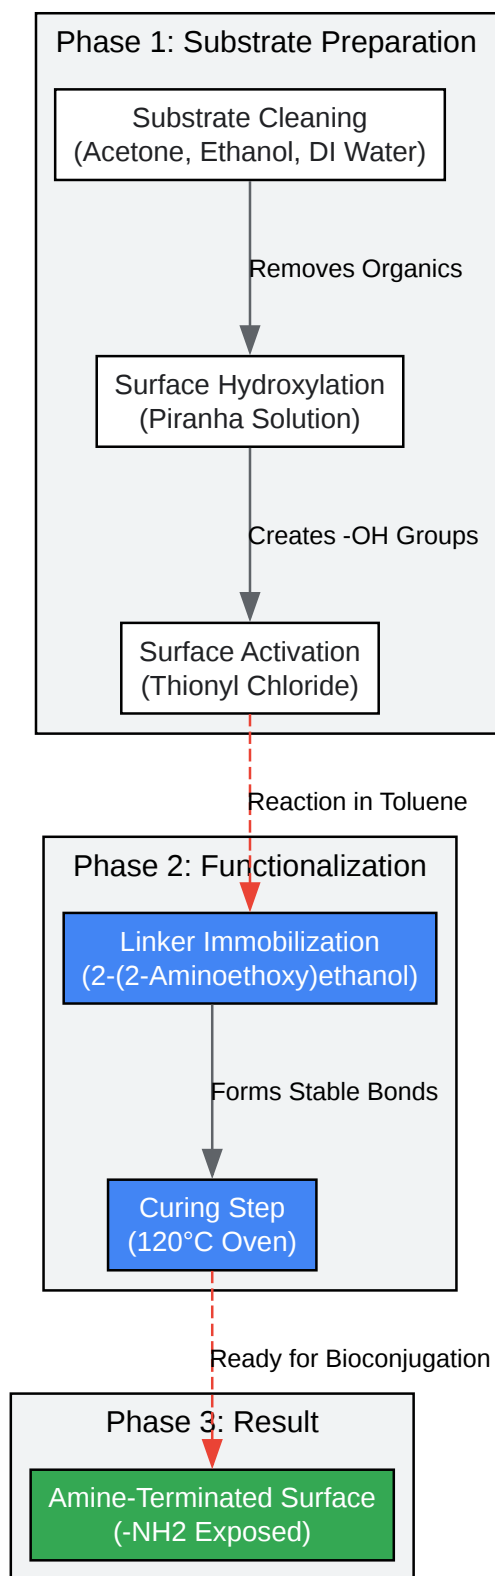 Phase 1: Substrate Preparation
Substrate Cleaning
(Acetone, Ethanol, DI Water)
Removes Organics
Surface Hydroxylation
(Piranha Solution)
Creates -OH Groups
Surface Activation
(Thionyl Chloride)
Reaction in Toluene
Phase 2: Functionalization
Linker Immobilization
(2-(2-Aminoethoxy)ethanol)
Forms Stable Bonds
Curing Step
(120°C Oven)
Ready for Bioconjugation
Phase 3: Result
Amine-Terminated Surface
(-NH2 Exposed)